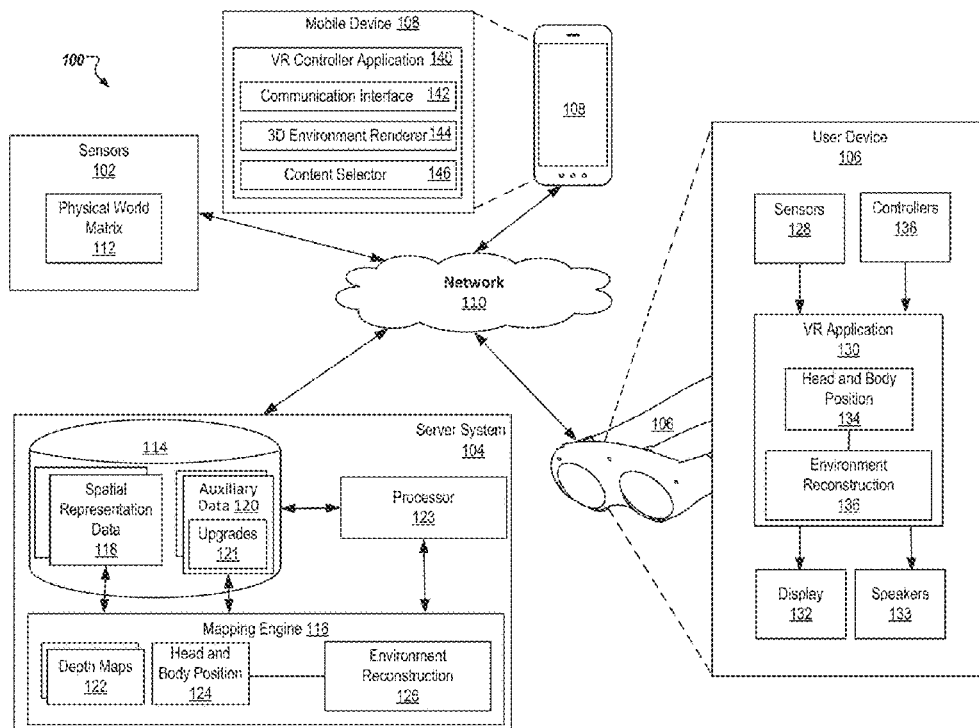 100
Mobile Device 108
VR Controller Application 140
Communication Interface 142
3D Environment Renderer 144
Content Selector 146
108
Sensors
102
Physical World
Matrix
112
Network
110
User Device
106
Sensors
128
Controllers
138
VR Application
130
Head and Body
Position
134
Environment
Reconstruction
136
Display
132
Speakers
133
106
Server System
104
114
Spatial
Representation
Data
118
Auxiliary
Data 120
Upgrades
121
Processor
123
Mapping Engine 116
Depth Maps
122
Head and
Body Position
124
Environment
Reconstruction
126